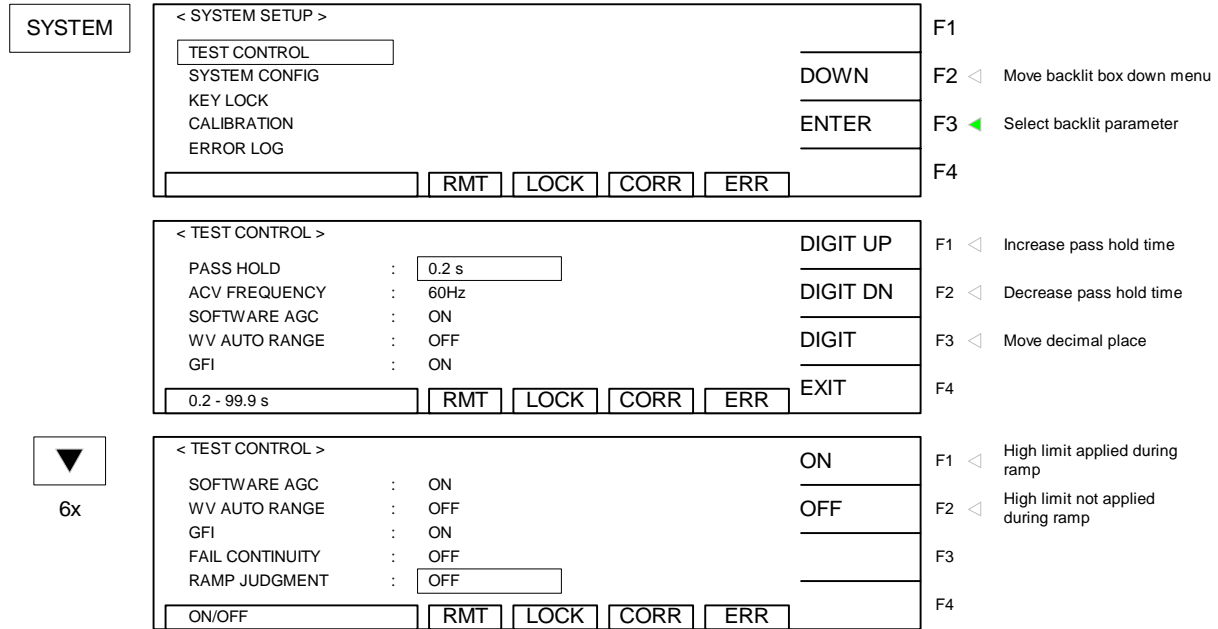 SYSTEM
< SYSTEM SETUP >
TEST CONTROL
SYSTEM CONFIG
KEY LOCK
CALIBRATION
ERROR LOG
RMT LOCK CORR ERR
DOWN
ENTER
F1
F2 Move backlit box down menu
F3 Select backlit parameter
F4
< TEST CONTROL >
PASS HOLD : 0.2 s
ACV FREQUENCY : 60Hz
SOFTWARE AGC : ON
WV AUTO RANGE : OFF
GFI : ON
0.2 - 99.9 s RMT LOCK CORR ERR
DIGIT UP
DIGIT DN
DIGIT
EXIT
F1 Increase pass hold time
F2 Decrease pass hold time
F3 Move decimal place
F4
6x
< TEST CONTROL >
SOFTWARE AGC : ON
WV AUTO RANGE : OFF
GFI : ON
FAIL CONTINUITY : OFF
RAMP JUDGMENT : OFF
ON/OFF RMT LOCK CORR ERR
ON
OFF
F1 High limit applied during
ramp
F2 High limit not applied
during ramp
F3
F4